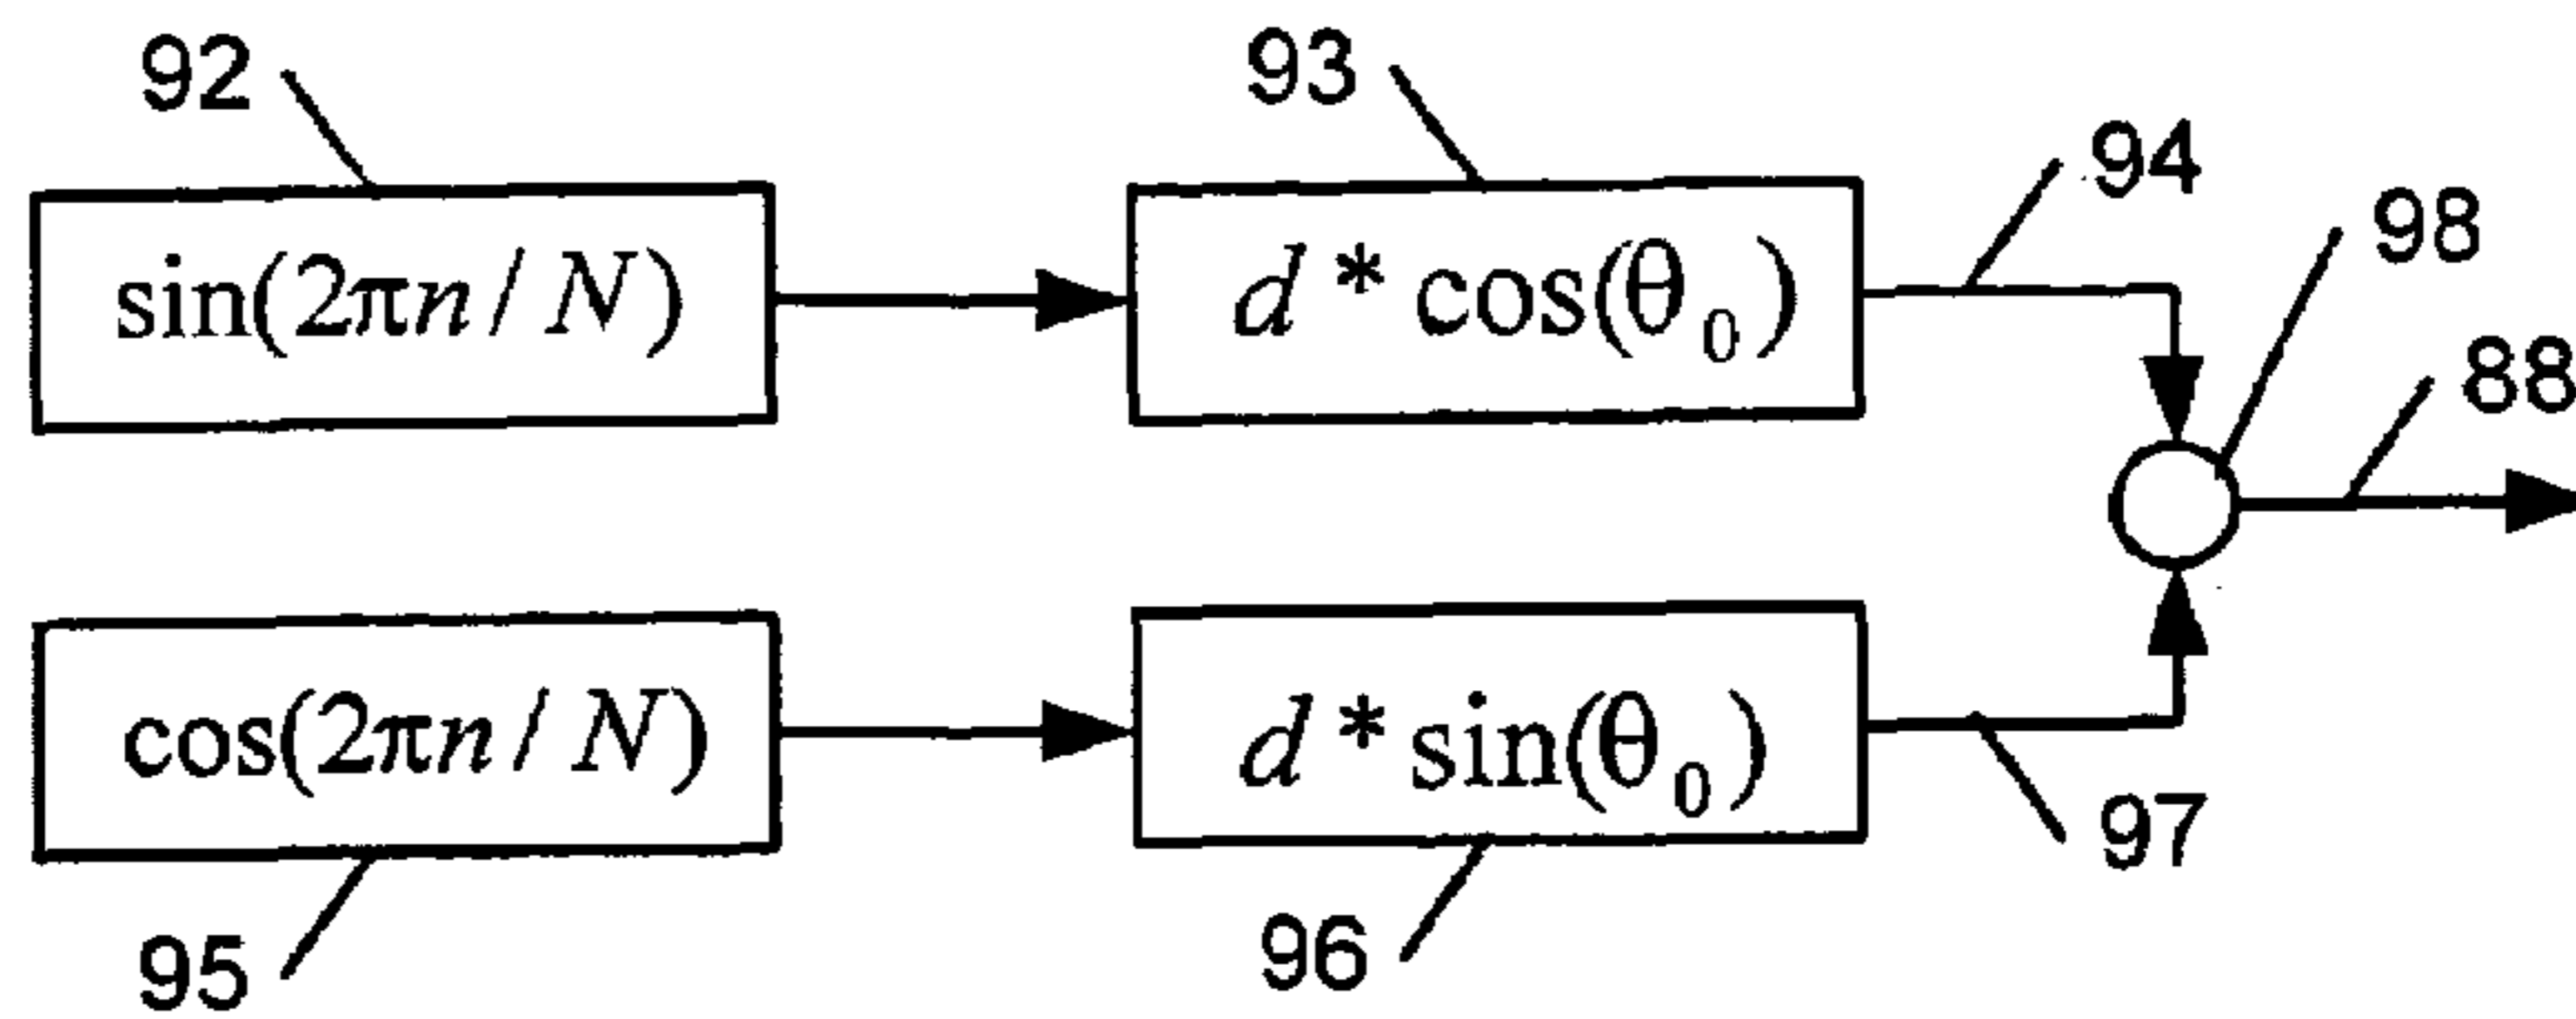 92
93
94
98
sin(2πn / N)
d * cos(θ₀)
88
cos(2πn / N)
d * sin(θ₀)
97
95
96